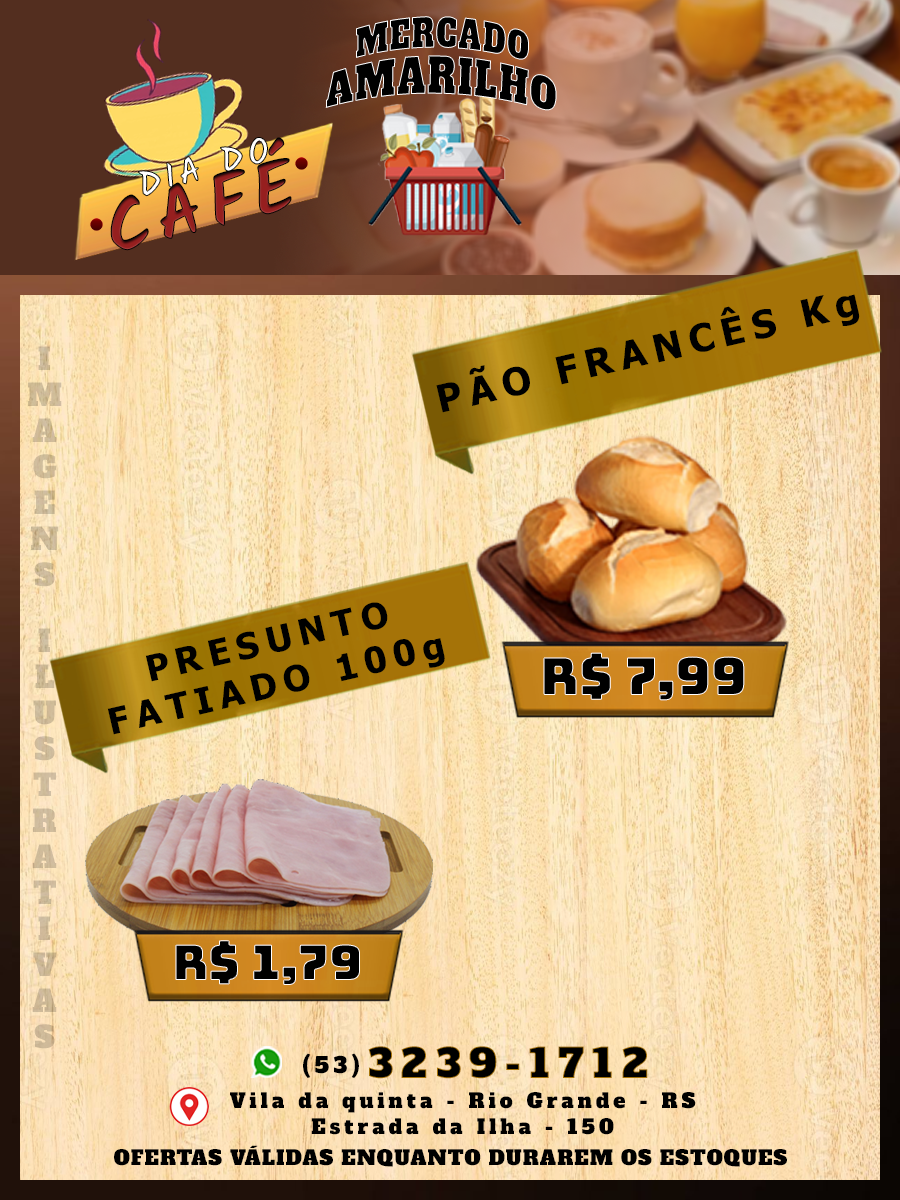 MERCADO
AMARILHO
DIA DO
CAFÉ
PÃO FRANCÊS Kg
R$ 7,99
PRESUNTO
FATIADO 100g
R$ 1,79
IMAGENS ILUSTRATIVAS
(53) 3239-1712
Vila da quinta - Rio Grande - RS
Estrada da Ilha - 150
OFERTAS VÁLIDAS ENQUANTO DURAREM OS ESTOQUES